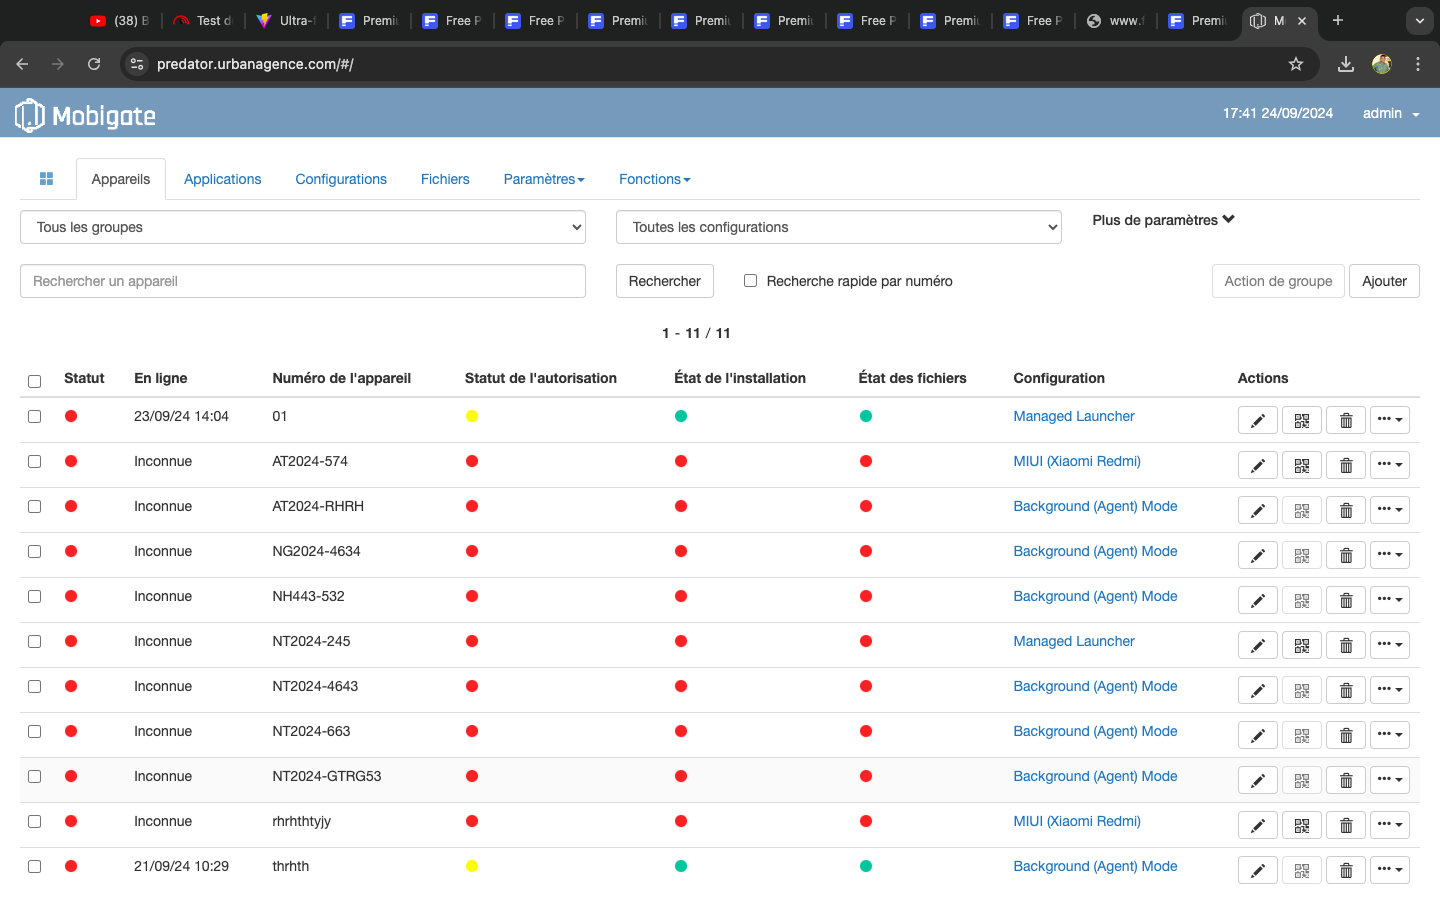 (38) B Test d Ultra-f Premiu Free P Free P Premiu Premiu Premiu Free P Premiu Free P www.f Premiu M
predator.urbanagence.com/#/
Mobigate 17:41 24/09/2024 admin
Appareils Applications Configurations Fichiers Paramètres Fonctions
Tous les groupes Toutes les configurations Plus de paramètres
Rechercher un appareil Rechercher Recherche rapide par numéro Action de groupe Ajouter
1 - 11 / 11
Statut En ligne Numéro de l'appareil Statut de l'autorisation État de l'installation État des fichiers Configuration Actions
23/09/24 14:04 01 Managed Launcher
Inconnue AT2024-574 MIUI (Xiaomi Redmi)
Inconnue AT2024-RHRH Background (Agent) Mode
Inconnue NG2024-4634 Background (Agent) Mode
Inconnue NH443-532 Background (Agent) Mode
Inconnue NT2024-245 Managed Launcher
Inconnue NT2024-4643 Background (Agent) Mode
Inconnue NT2024-663 Background (Agent) Mode
Inconnue NT2024-GTRG53 Background (Agent) Mode
Inconnue rhrhthtyjy MIUI (Xiaomi Redmi)
21/09/24 10:29 thrhth Background (Agent) Mode